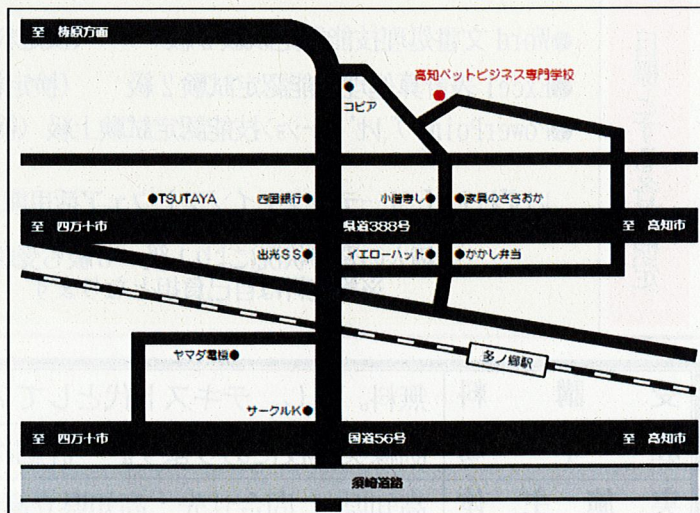 至 梼原方面
高知ペットビジネス専門学校
コピア
●TSUTAYA
四国銀行●
小僧寿し●
●家具のささおか
至 四万十市
県道388号
至 高知市
出光SS●
イエローハット●
●かかし弁当
ヤマダ電機●
多ノ郷駅
サークルK●
至 四万十市
国道56号
至 高知市
須崎道路